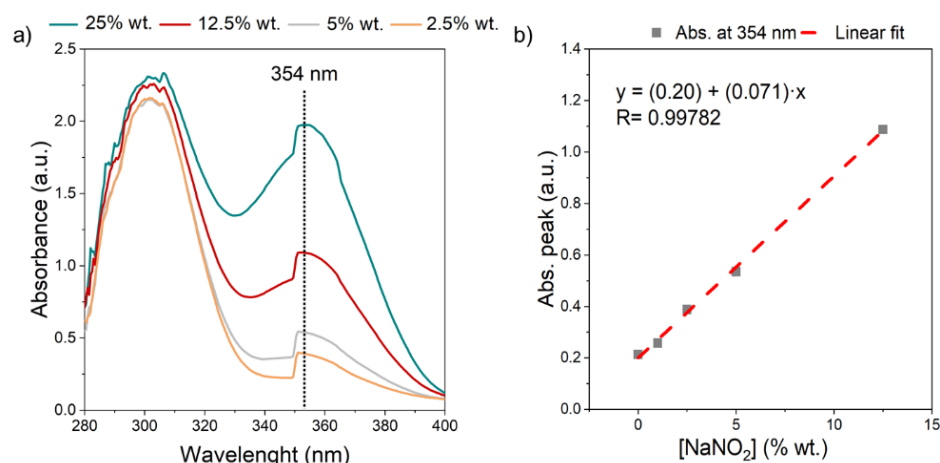 25% wt. 12.5% wt. 5% wt. 2.5% wt.
a)
354 nm
Absorbance (a.u.)
2.5
2.0
1.5
1.0
0.5
0.0
280 300 320 340 360 380 400
Wavelenght (nm)
b)
Abs. at 354 nm Linear fit
y = (0.20) + (0.071)·x
R= 0.99782
Abs. peak (a.u.)
1.4
1.2
1.0
0.8
0.6
0.4
0.2
0.0
0 5 10 15
[NaNO₂] (% wt.)